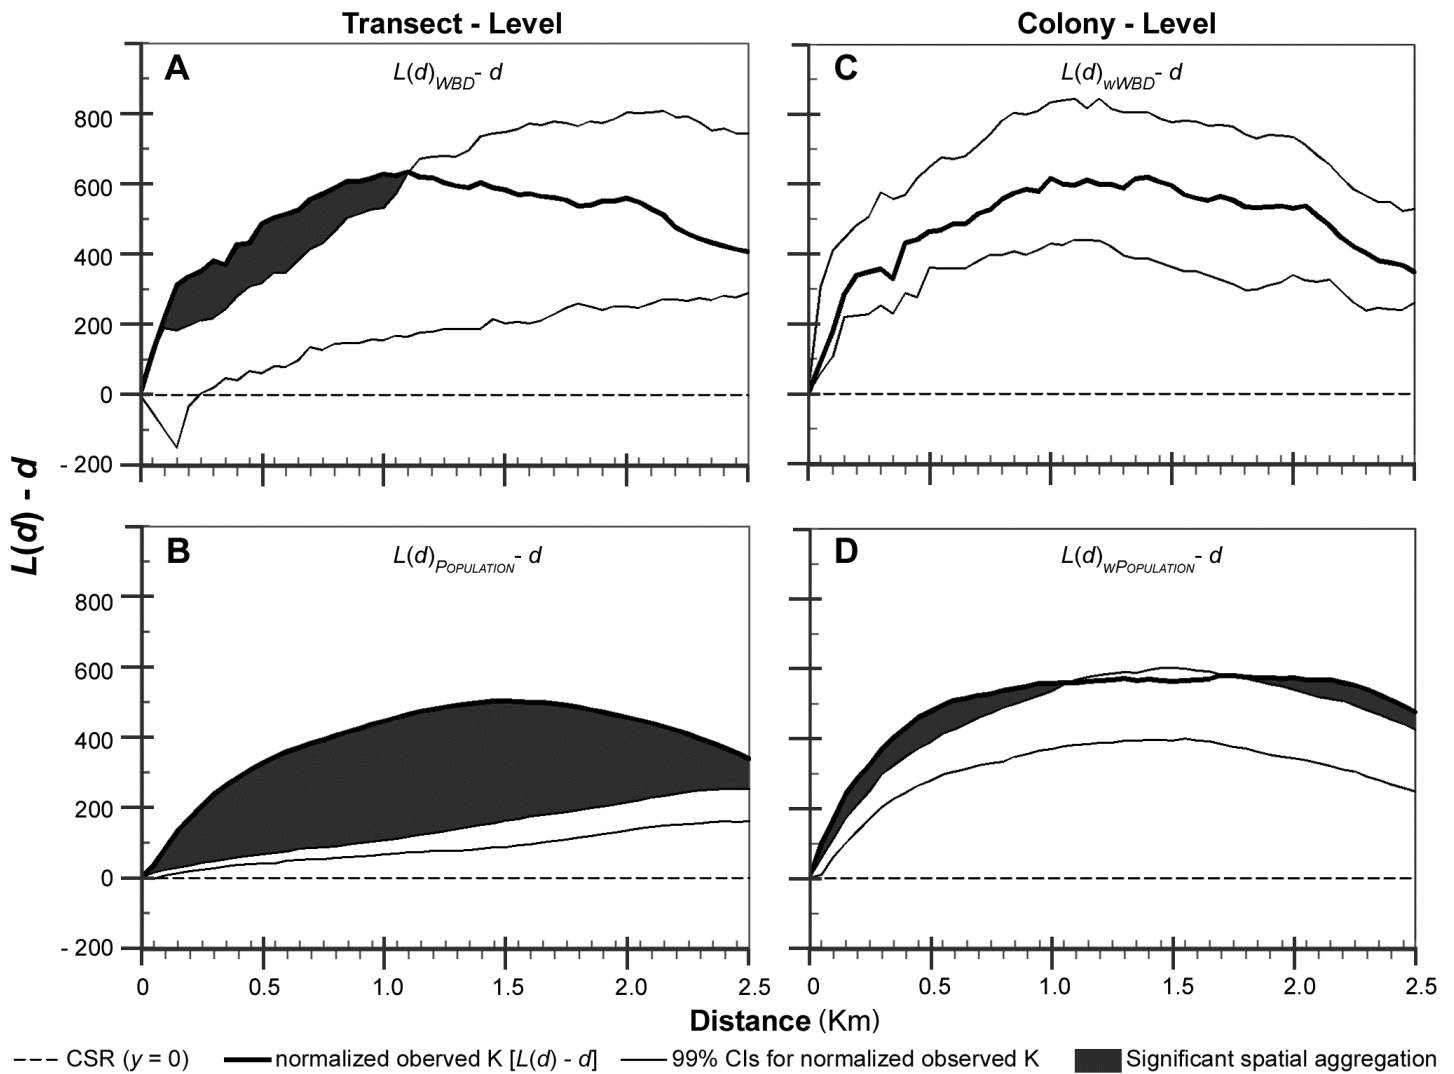 Transect - Level
Colony - Level
A
L(d)WBD- d
C
L(d)wWBD- d
800
600
400
200
0
- 200
L(d) - d
B
L(d)POPULATION- d
D
L(d)wPOPULATION- d
800
600
400
200
0
- 200
0 0.5 1.0 1.5 2.0 2.5
0 0.5 1.0 1.5 2.0 2.5
Distance (Km)
CSR (y = 0) normalized oberved K [L(d) - d] 99% CIs for normalized observed K Significant spatial aggregation